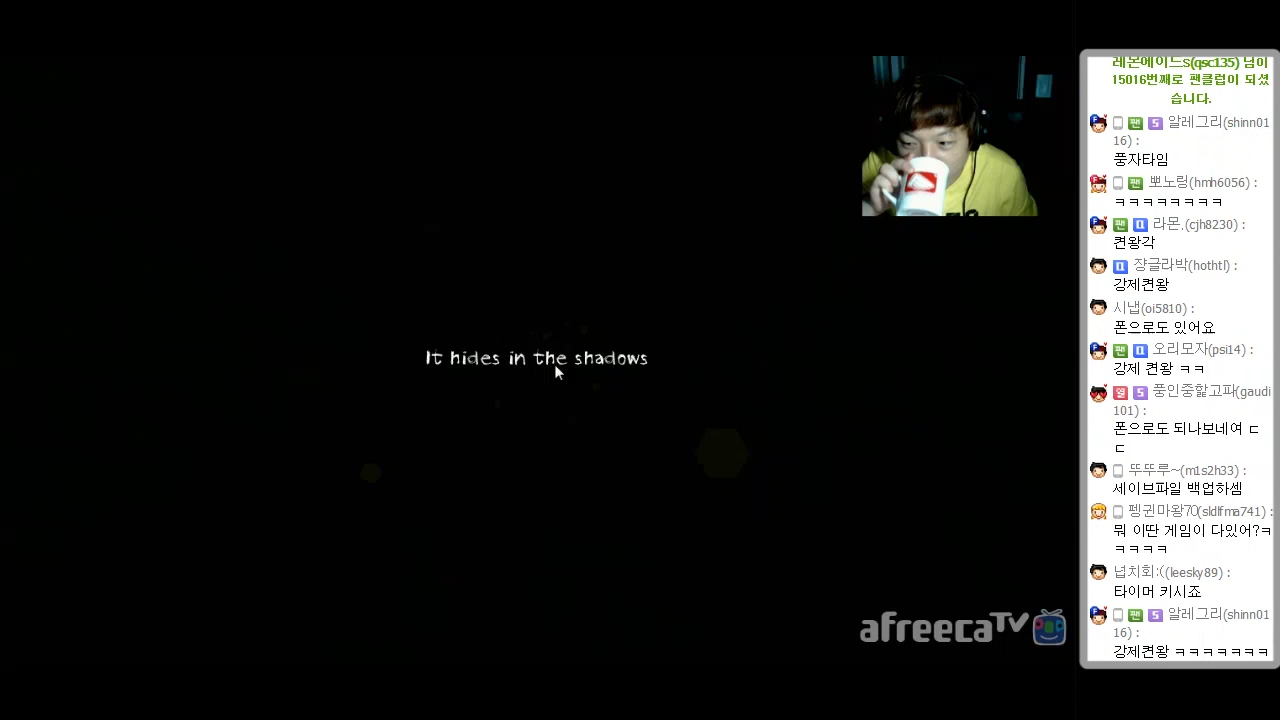 레몬에이드s(qsc135) 님이
15016번째로 팬클럽이 되셨
습니다.
팬 S 알레그리(shinn01
16) :
풍자타임
팬 뽀노링(hmh6056) :
ㅋㅋㅋㅋㅋㅋㅋㅋ
팬 라몬.(cjh8230) :
켠왕각
쟝글라박(hothtl) :
강제켠왕
시냅(oi5810) :
폰으로도 있어요
팬 오리모자(psi14) :
강제 켠왕 ㅋㅋ
열 S 풍인중핥고파(gaudi
101) :
폰으로도 되나보네여 ㄷ
ㄷ
뚜뚜루~(m1s2h33) :
세이브파일 백업하셈
펭귄마왕70(sldlfma741) :
뭐 이딴 게임이 다있어?ㅋ
ㅋㅋㅋㅋ
넙치회:((leesky89) :
타이머 키시죠
팬 S 알레그리(shinn01
16) :
강제켠왕 ㅋㅋㅋㅋㅋㅋㅋ
It hides in the shadows
afreecaTV